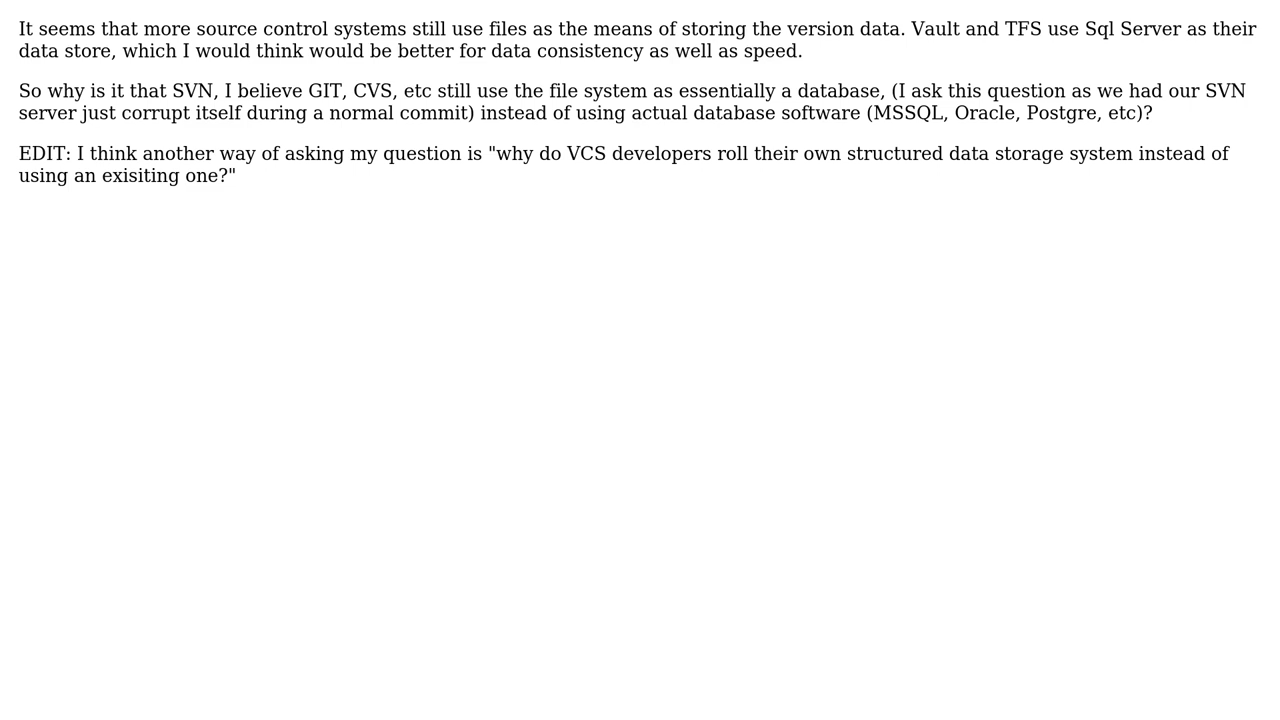 It seems that more source control systems still use files as the means of storing the version data. Vault and TFS use Sql Server as their
data store, which I would think would be better for data consistency as well as speed.
So why is it that SVN, I believe GIT, CVS, etc still use the file system as essentially a database, (I ask this question as we had our SVN
server just corrupt itself during a normal commit) instead of using actual database software (MSSQL, Oracle, Postgre, etc)?
EDIT: I think another way of asking my question is "why do VCS developers roll their own structured data storage system instead of
using an exisiting one?"